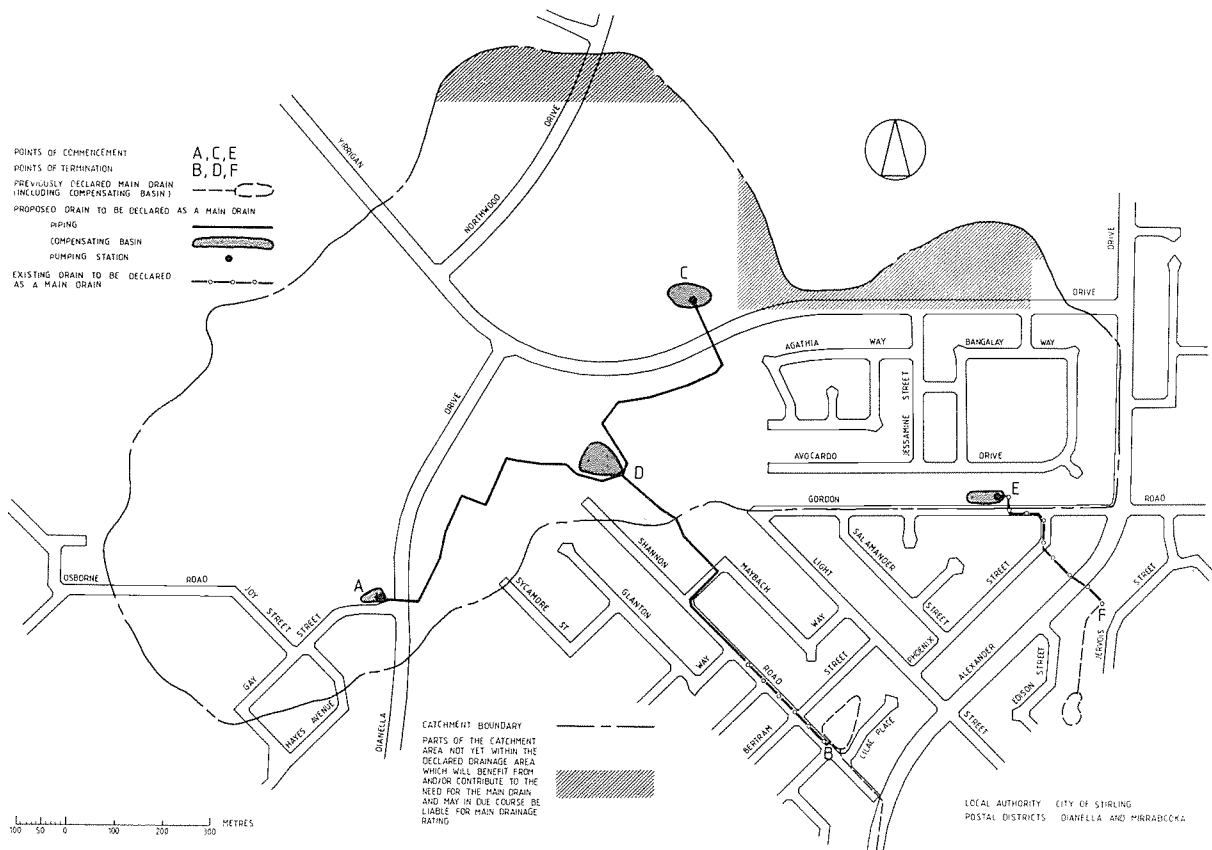 POINTS OF COMMENCEMENT A, C, E
POINTS OF TERMINATION B, D, F
PREVIOUSLY DECLARED MAIN DRAIN
(INCLUDING COMPENSATING BASIN)
PROPOSED DRAIN TO BE DECLARED AS A MAIN DRAIN
PIPING
COMPENSATING BASIN
PUMPING STATION
EXISTING DRAIN TO BE DECLARED
AS A MAIN DRAIN
YIRRIGAN
DRIVE
NORTHWOOD
DRIVE
C
DRIVE
DRIVE
AGATHIA WAY
BANGALAY WAY
JESSAMINE STREET
AVOCARDO DRIVE
D
E
GORDON ROAD
SHANNON
ROAD
MAYBACH
WAY
LIGHT
STREET
SALAMANDER
STREET
PHOENIX
STREET
ALEXANDER
STREET
EDISON
STREET
JERVOIS
STREET
F
OSBORNE ROAD
JOY
STREET
GAY
STREET
HAYES AVENUE
A
DIANELLA
SYCAMORE
ST
GLANTON
WAY
BERTRAM
B
LILAC PLACE
CATCHMENT BOUNDARY
PARTS OF THE CATCHMENT
AREA NOT YET WITHIN THE
DECLARED DRAINAGE AREA
WHICH WILL BENEFIT FROM
AND/OR CONTRIBUTE TO THE
NEED FOR THE MAIN DRAIN
AND MAY IN DUE COURSE BE
LIABLE FOR MAIN DRAINAGE
RATING
100 50 0 100 200 300 METRES
LOCAL AUTHORITY CITY OF STIRLING
POSTAL DISTRICTS DIANELLA AND MIRRABOOKA